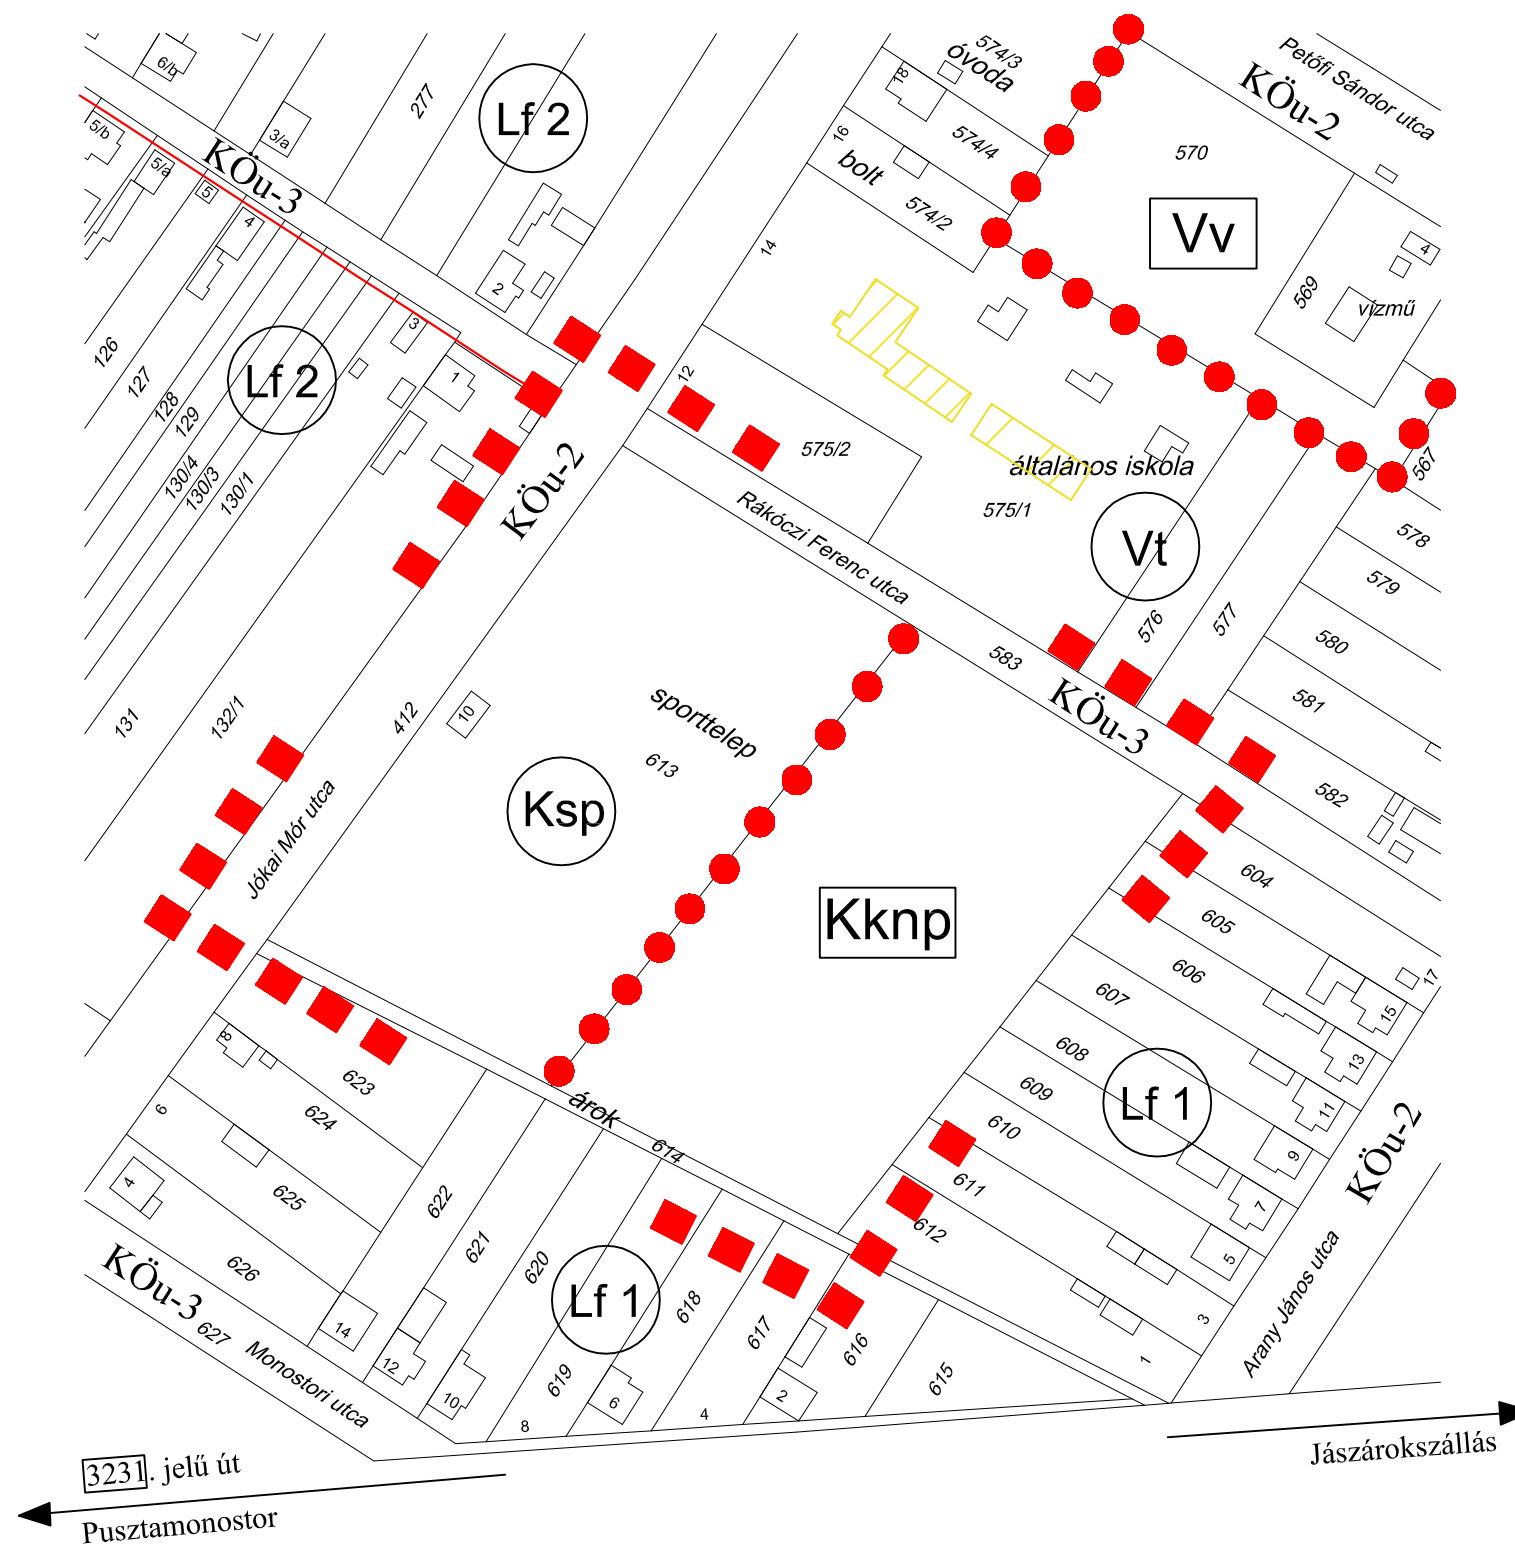 574/3
óvoda
Petőfi Sándor utca
KÖu-2
6/b
18
277
Lf 2
3/a
5/b
16
574/4
570
bolt
5/a
KÖu-3
5
574/2
Vv
4
14
4
2
569
vízmű
3
126
Lf 2
1
12
127
128
129
575/2
általános iskola
567
130/4
130/3
130/1
KÖu-2
Rákóczi Ferenc utca
575/1
Vt
578
579
576
577
580
583
581
131
132/1
412
10
sporttelep
613
KÖu-3
582
Ksp
Jókai Mór utca
604
Kknp
605
606
17
607
15
8
623
608
13
624
árok
609
Lf 1
11
6
614
610
9
KÖu-2
4
625
622
611
7
621
612
626
620
5
KÖu-3
627
Monostori utca
14
Lf 1
618
617
616
3
Arany János utca
12
619
615
1
10
6
2
8
4
3231. jelű út
Pusztamonostor
Jászárokszállás